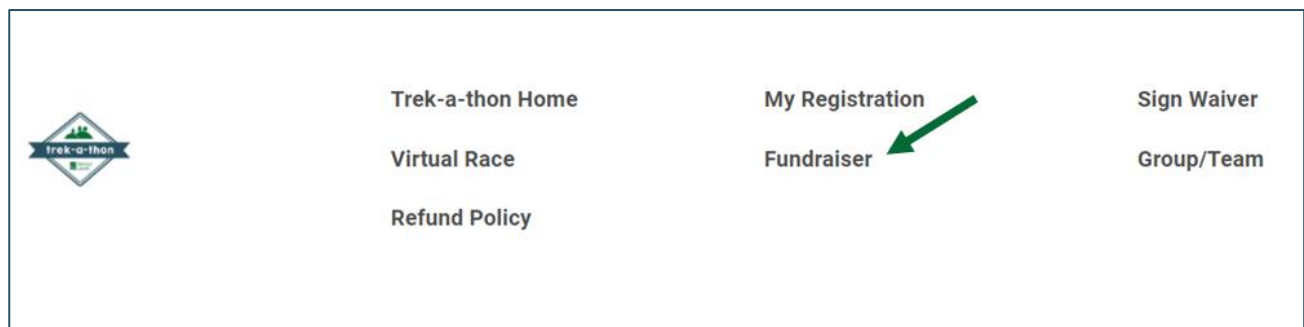 trek-a-thon
Trek-a-thon Home
My Registration
Sign Waiver
Virtual Race
Fundraiser
Group/Team
Refund Policy